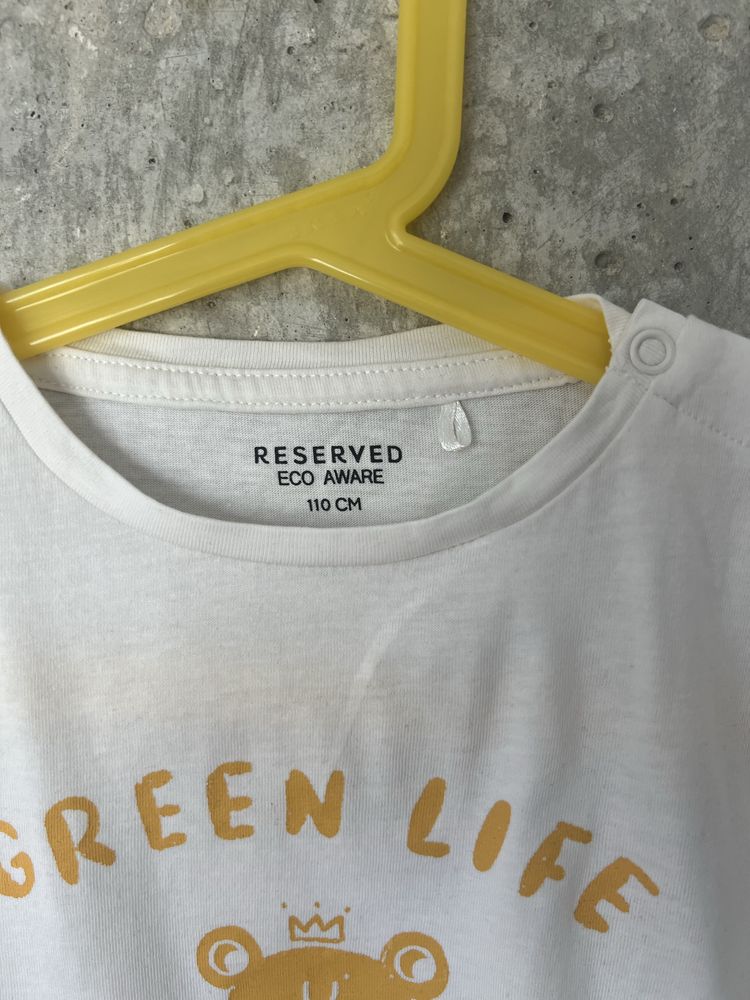 RESERVED
ECO AWARE
110 CM
GREEN LIFE